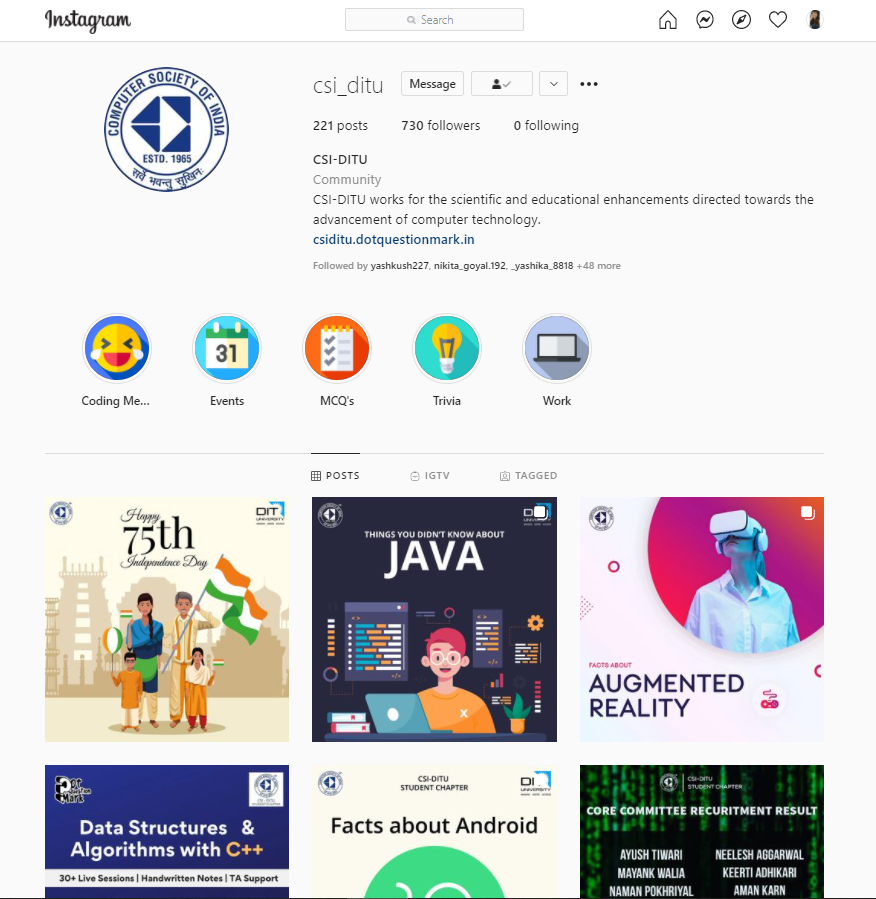 Instagram
Search
COMPUTER SOCIETY OF INDIA
ESTD. 1965
सर्वे भवन्तु सुखिनः
csi_ditu
Message
221 posts 730 followers 0 following
CSI-DITU
Community
CSI-DITU works for the scientific and educational enhancements directed towards the
advancement of computer technology.
csiditu.dotquestionmark.in
Followed by yashkush227, nikita_goyal.192, _yashika_8818 +48 more
31
Coding Me... Events MCQ's Trivia Work
POSTS IGTV TAGGED
DIT
UNIVERSITY
Happy
75th
Independence Day
THINGS YOU DIDN'T KNOW ABOUT
JAVA
FACTS ABOUT
AUGMENTED
REALITY
Data Structures &
Algorithms with C++
30+ Live Sessions | Handwritten Notes | TA Support
CSI-DITU
STUDENT CHAPTER
UNIVERSITY
Facts about Android
CSI-DITU
STUDENT CHAPTER
CORE COMMITTEE RECURITMENT RESULT
AYUSH TIWARI NEELESH AGGARWAL
MAYANK WALIA KEERTI ADHIKARI
NAMAN POKHRIYAL AMAN KARN